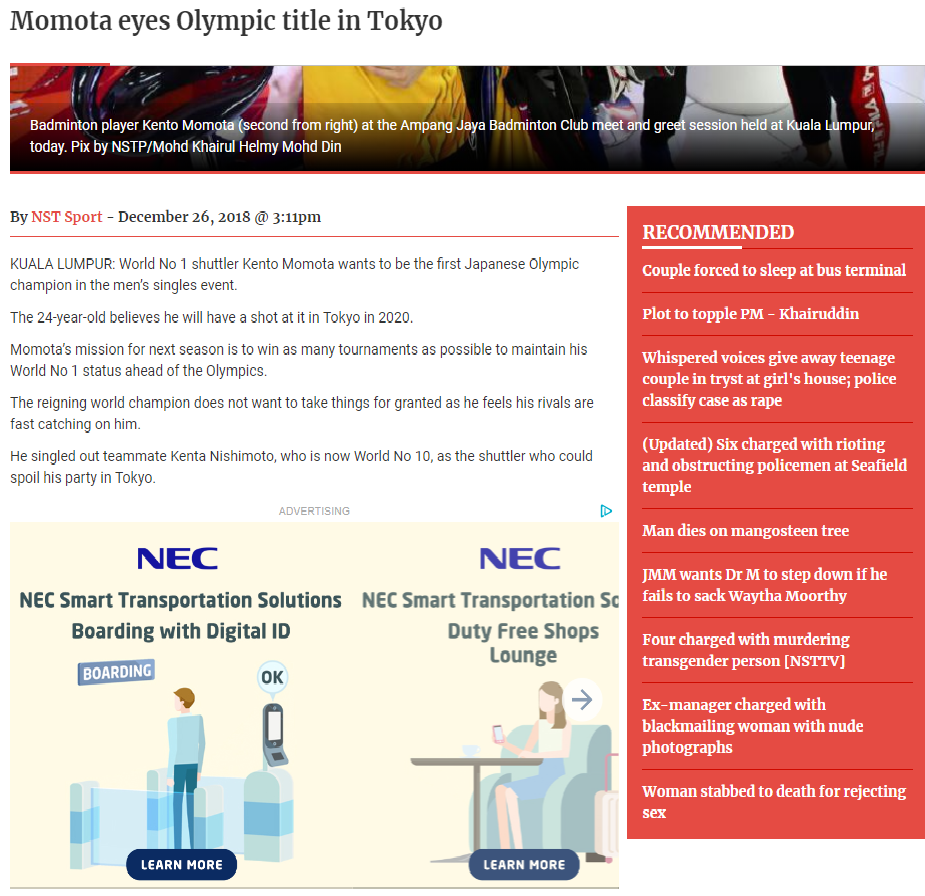 Momota eyes Olympic title in Tokyo
Badminton player Kento Momota (second from right) at the Ampang Jaya Badminton Club meet and greet session held at Kuala Lumpur,
today. Pix by NSTP/Mohd Khairul Helmy Mohd Din
By NST Sport - December 26, 2018 @ 3:11pm
KUALA LUMPUR: World No 1 shuttler Kento Momota wants to be the first Japanese Olympic
champion in the men's singles event.
The 24-year-old believes he will have a shot at it in Tokyo in 2020.
Momota's mission for next season is to win as many tournaments as possible to maintain his
World No 1 status ahead of the Olympics.
The reigning world champion does not want to take things for granted as he feels his rivals are
fast catching on him.
He singled out teammate Kenta Nishimoto, who is now World No 10, as the shuttler who could
spoil his party in Tokyo.
ADVERTISING
NEC
NEC Smart Transportation Solutions
Boarding with Digital ID
BOARDING
OK
LEARN MORE
NEC
NEC Smart Transportation So
Duty Free Shops
Lounge
LEARN MORE
RECOMMENDED
Couple forced to sleep at bus terminal
Plot to topple PM - Khairuddin
Whispered voices give away teenage
couple in tryst at girl's house; police
classify case as rape
(Updated) Six charged with rioting
and obstructing policemen at Seafield
temple
Man dies on mangosteen tree
JMM wants Dr M to step down if he
fails to sack Waytha Moorthy
Four charged with murdering
transgender person [NSTTV]
Ex-manager charged with
blackmailing woman with nude
photographs
Woman stabbed to death for rejecting
sex